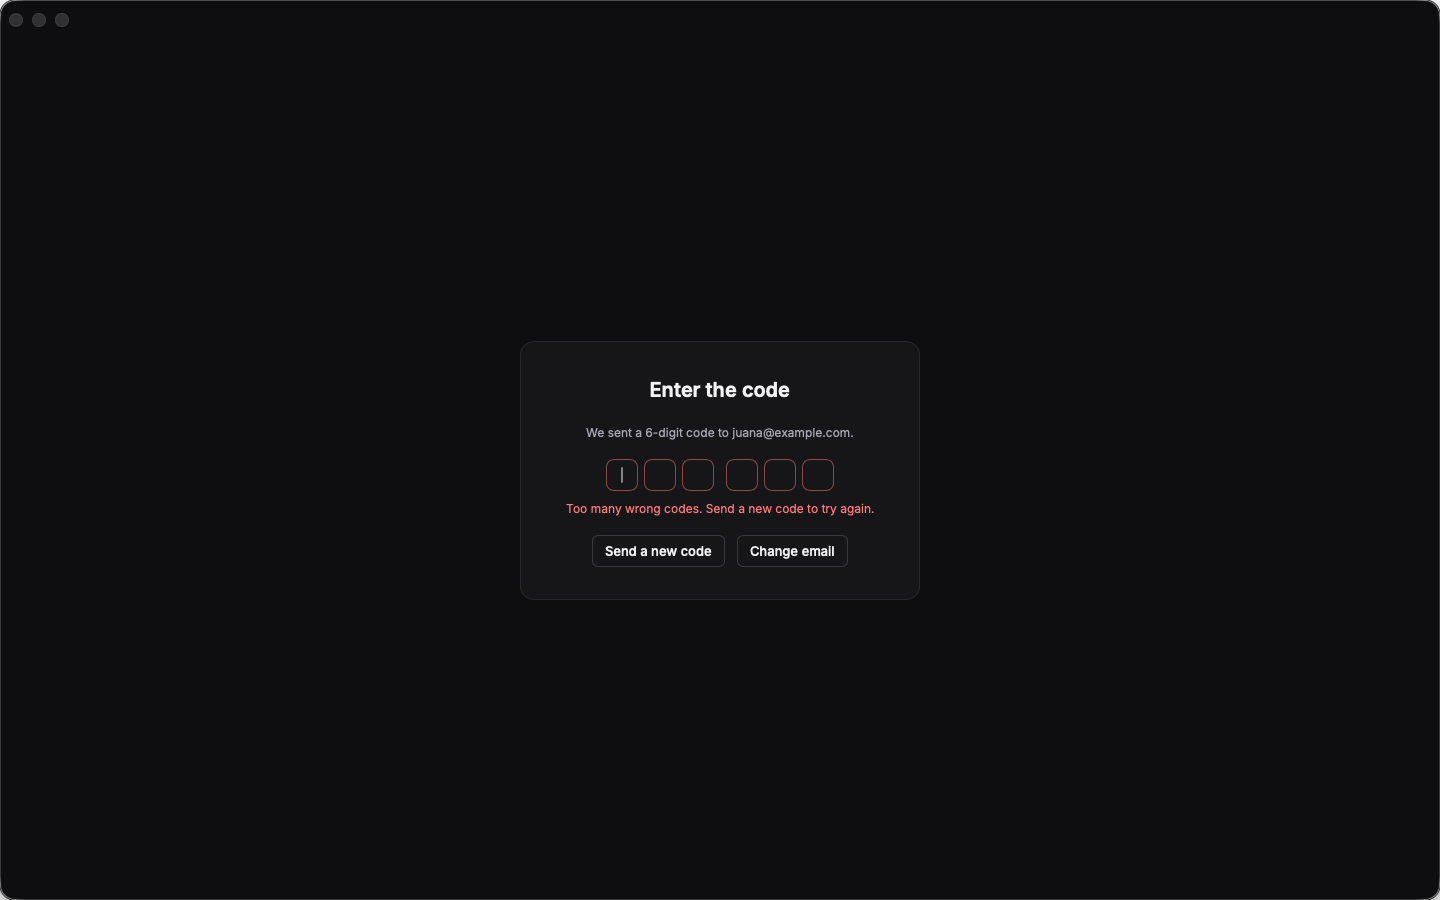 Enter the code
We sent a 6-digit code to juana@example.com.
Too many wrong codes. Send a new code to try again.
Send a new code
Change email